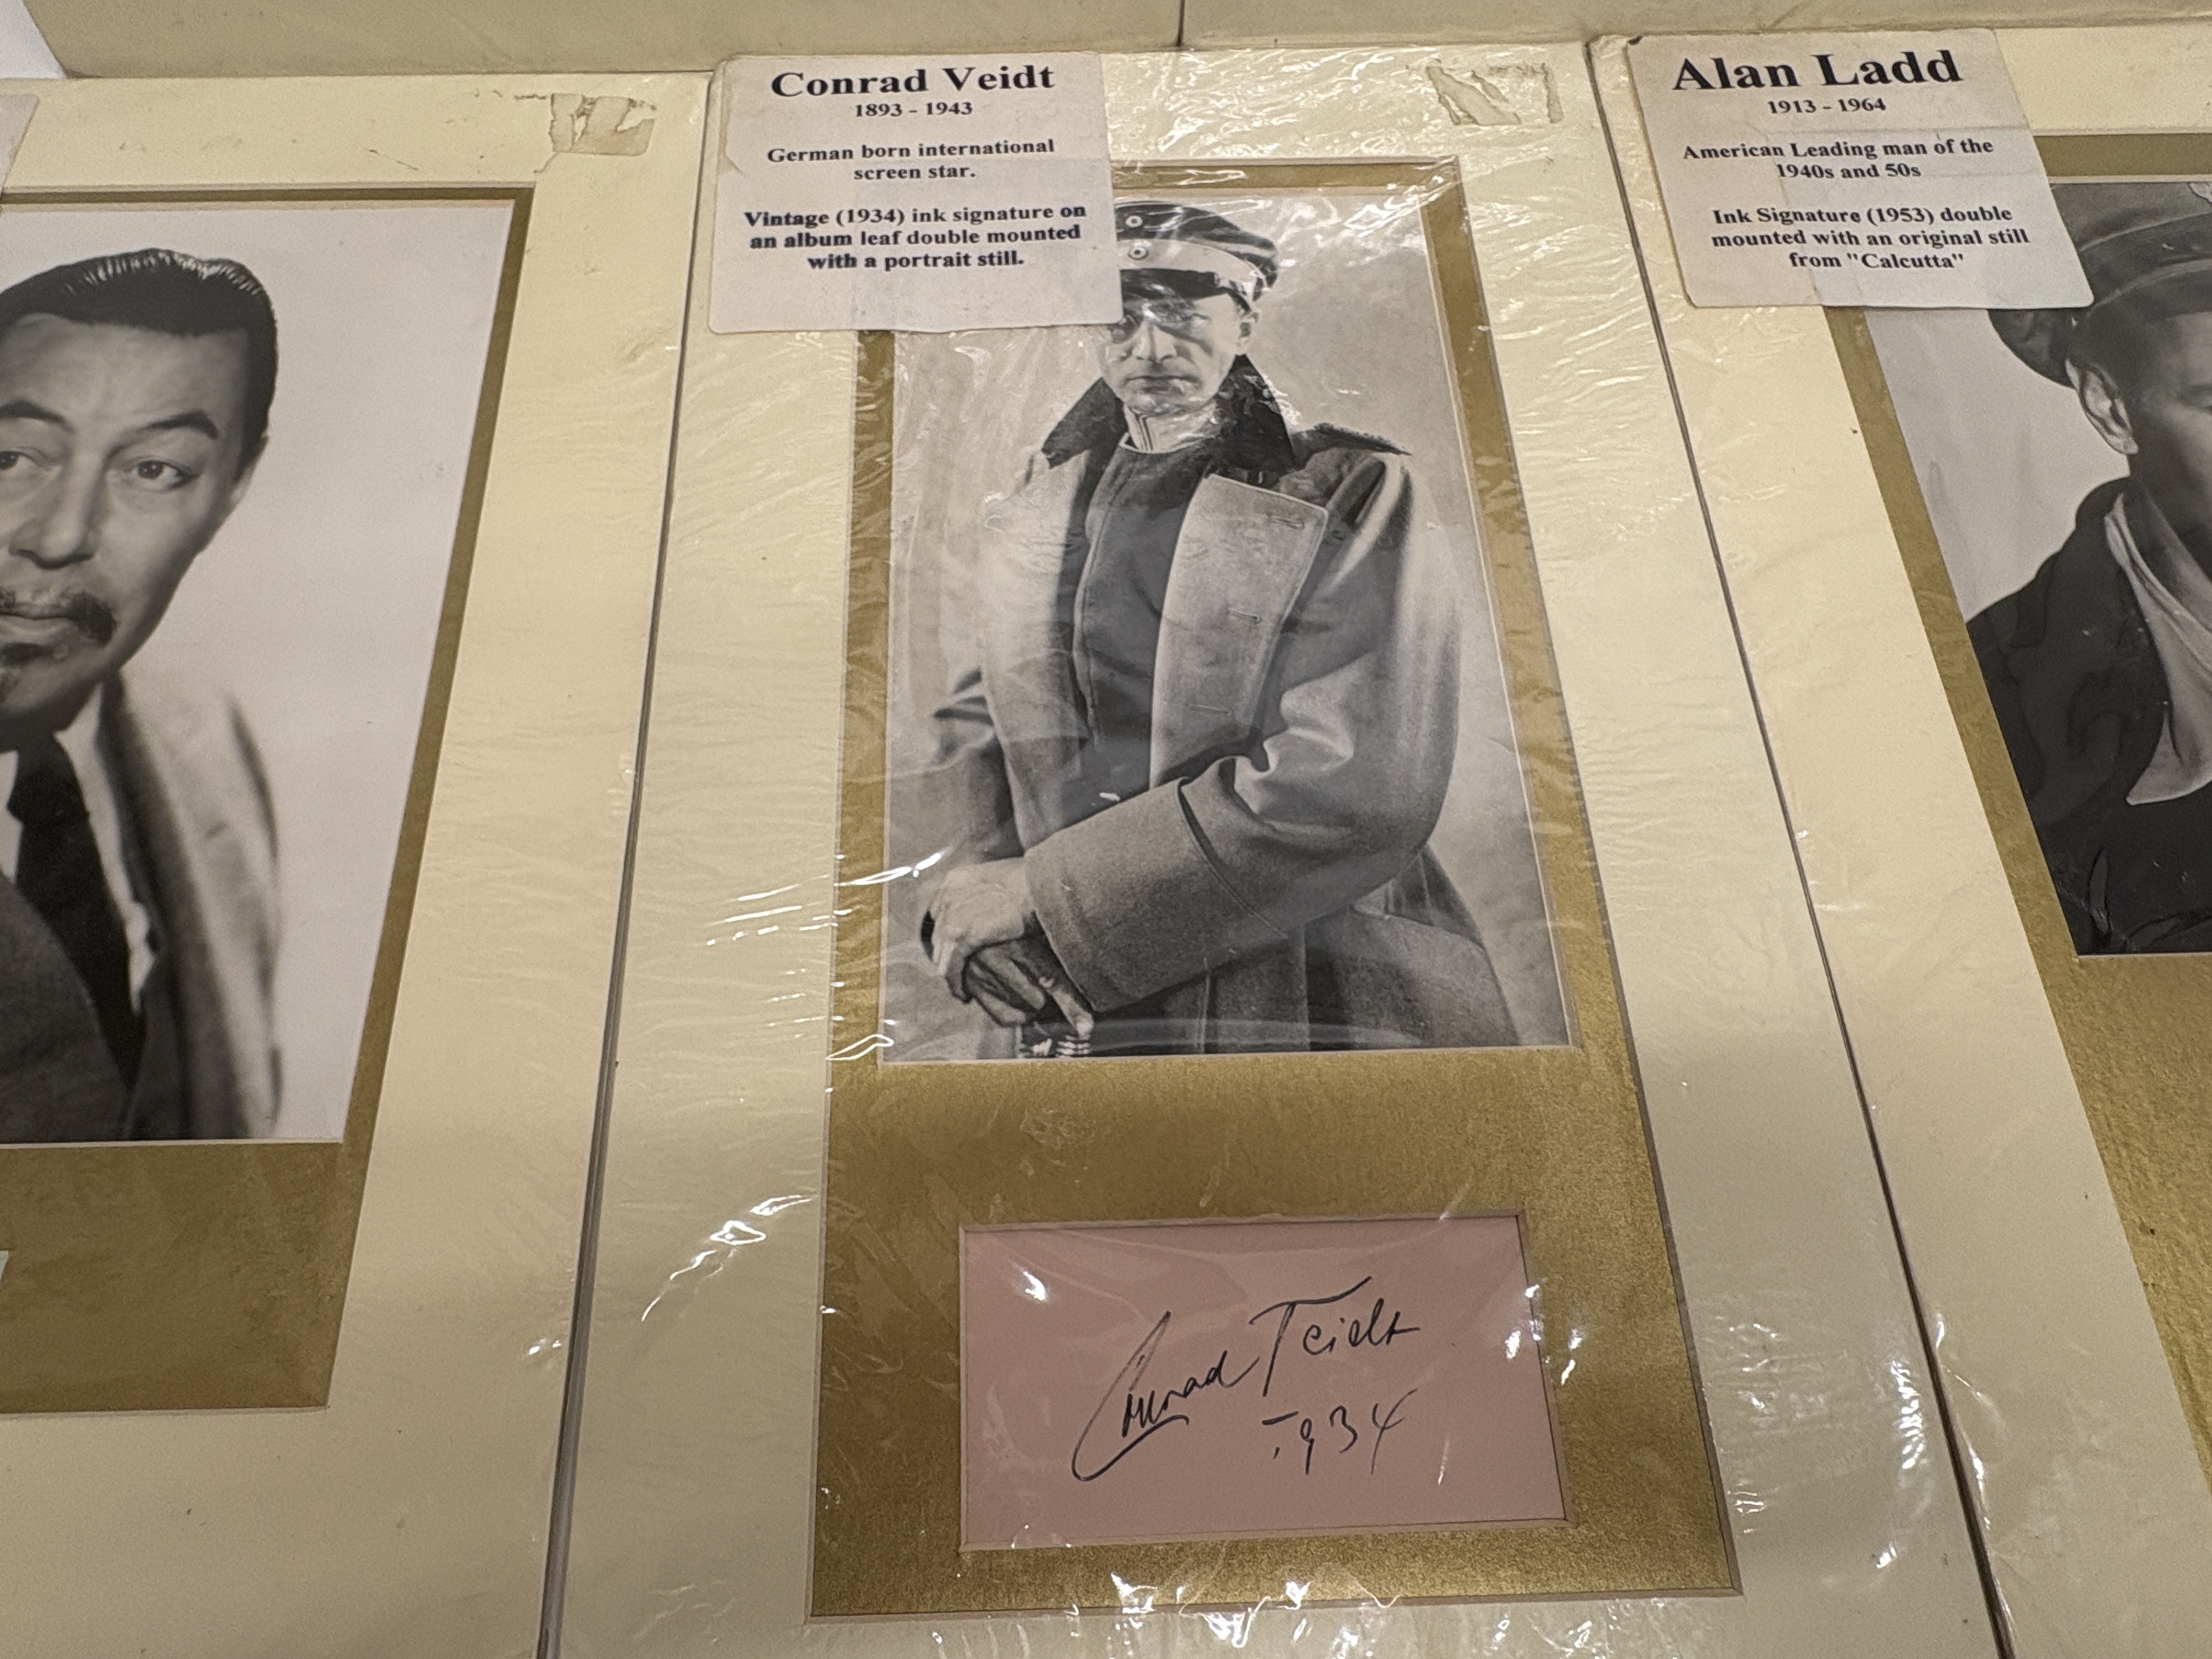 Conrad Veidt
1893 - 1943
German born international
screen star.
Vintage (1934) ink signature on
an album leaf double mounted
with a portrait still.
Alan Ladd
1913 - 1964
American Leading man of the
1940s and 50s
Ink Signature (1953) double
mounted with an original still
from "Calcutta"
Conrad Veidt
1934